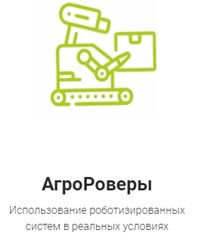 АгроРоверы
Использование роботизированных
систем в реальных условиях